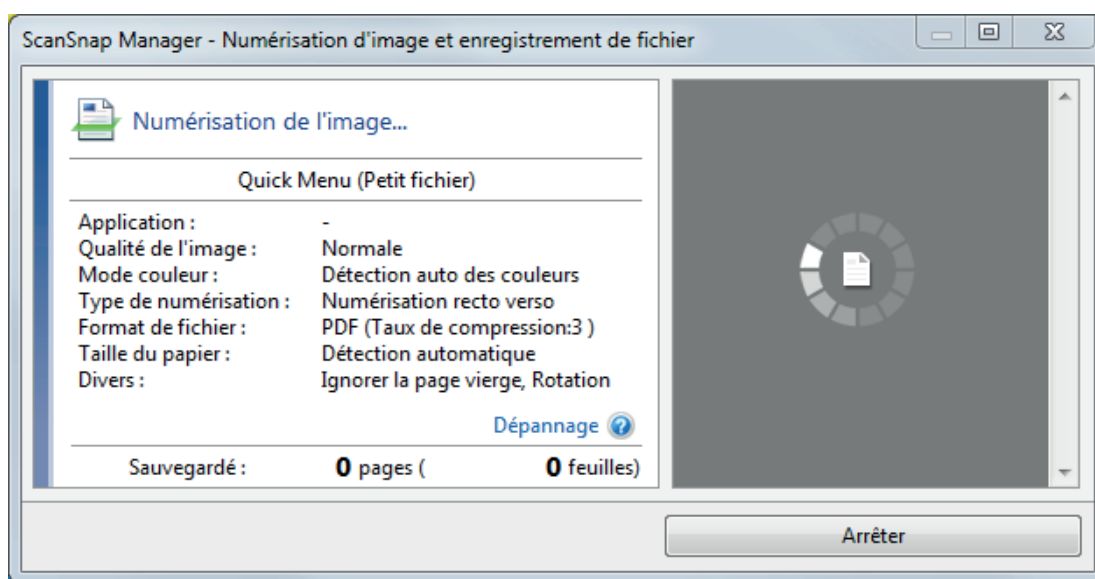 ScanSnap Manager - Numérisation d'image et enregistrement de fichier
Numérisation de l'image...
Quick Menu (Petit fichier)
Application : -
Qualité de l'image : Normale
Mode couleur : Détection auto des couleurs
Type de numérisation : Numérisation recto verso
Format de fichier : PDF (Taux de compression:3 )
Taille du papier : Détection automatique
Divers : Ignorer la page vierge, Rotation
Dépannage ?
Sauvegardé : 0 pages ( 0 feuilles)
Arrêter